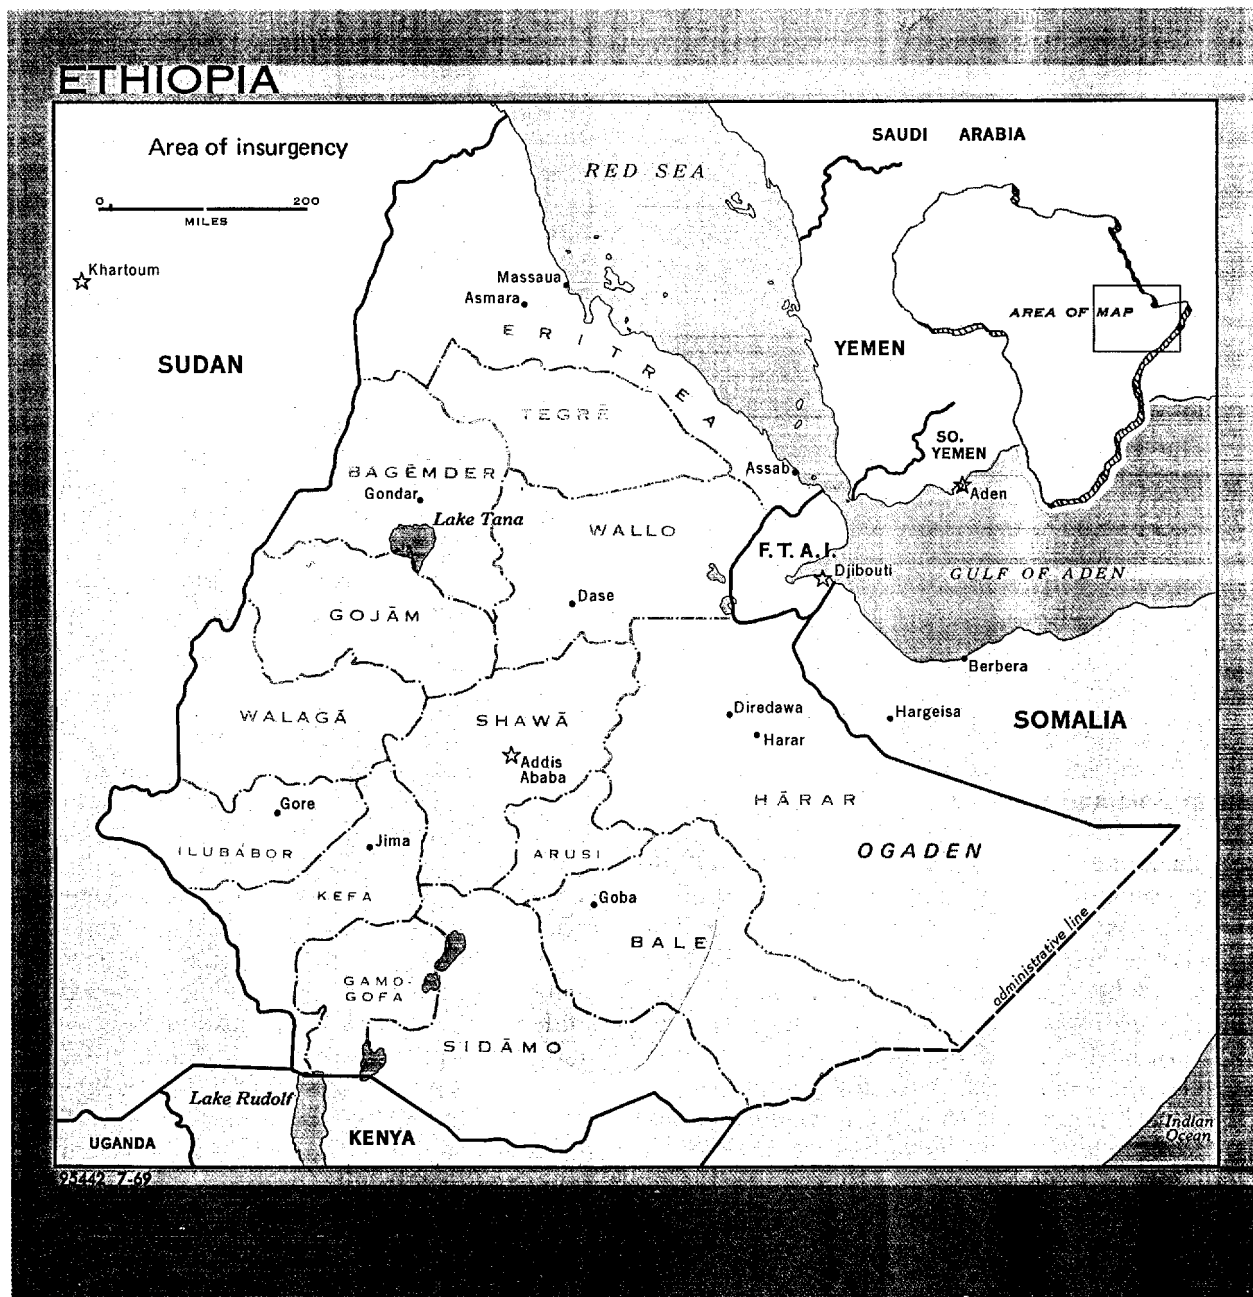 ETHIOPIA
Area of insurgency
0 200
MILES
SAUDI ARABIA
RED SEA
Khartoum
Massaua
Asmara
ERITREA
AREA OF MAP
SUDAN
YEMEN
TEGRĒ
SO.
YEMEN
BAGĒMDER
Gondar
Assab
Aden
Lake Tana
WALLO
F.T.A.I.
Djibouti
GULF OF ADEN
Dase
GOJĀM
Berbera
WALAGĀ
SHAWĀ
Diredawa
Harar
Hargeisa
SOMALIA
Addis
Ababa
Gore
HĀRAR
Jima
ILUBÁBOR
ARUSI
OGADEN
KEFA
Goba
BALE
administrative line
GAMO-
GOFA
SIDĀMO
Lake Rudolf
UGANDA
KENYA
Indian
Ocean
95442 7-69